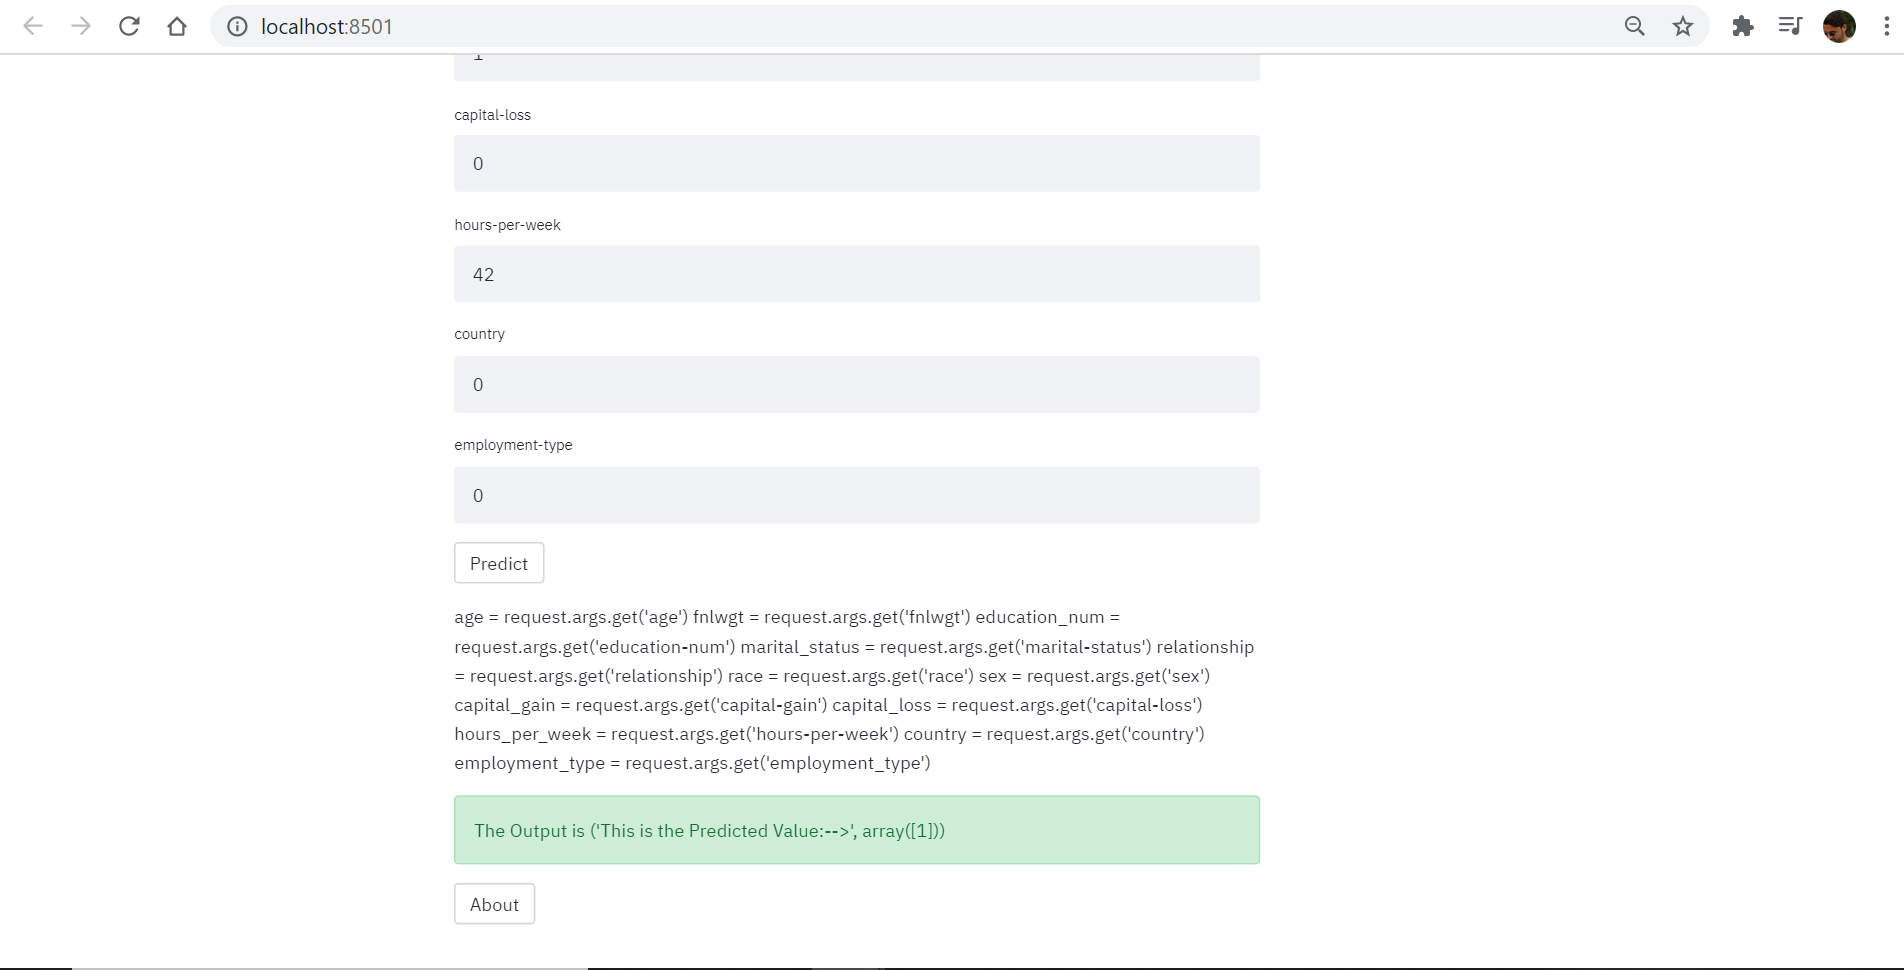 localhost:8501
1
capital-loss
0
hours-per-week
42
country
0
employment-type
0
Predict
age = request.args.get('age') fnlwgt = request.args.get('fnlwgt') education_num =
request.args.get('education-num') marital_status = request.args.get('marital-status') relationship
= request.args.get('relationship') race = request.args.get('race') sex = request.args.get('sex')
capital_gain = request.args.get('capital-gain') capital_loss = request.args.get('capital-loss')
hours_per_week = request.args.get('hours-per-week') country = request.args.get('country')
employment_type = request.args.get('employment_type')
The Output is ('This is the Predicted Value:-->', array([1]))
About